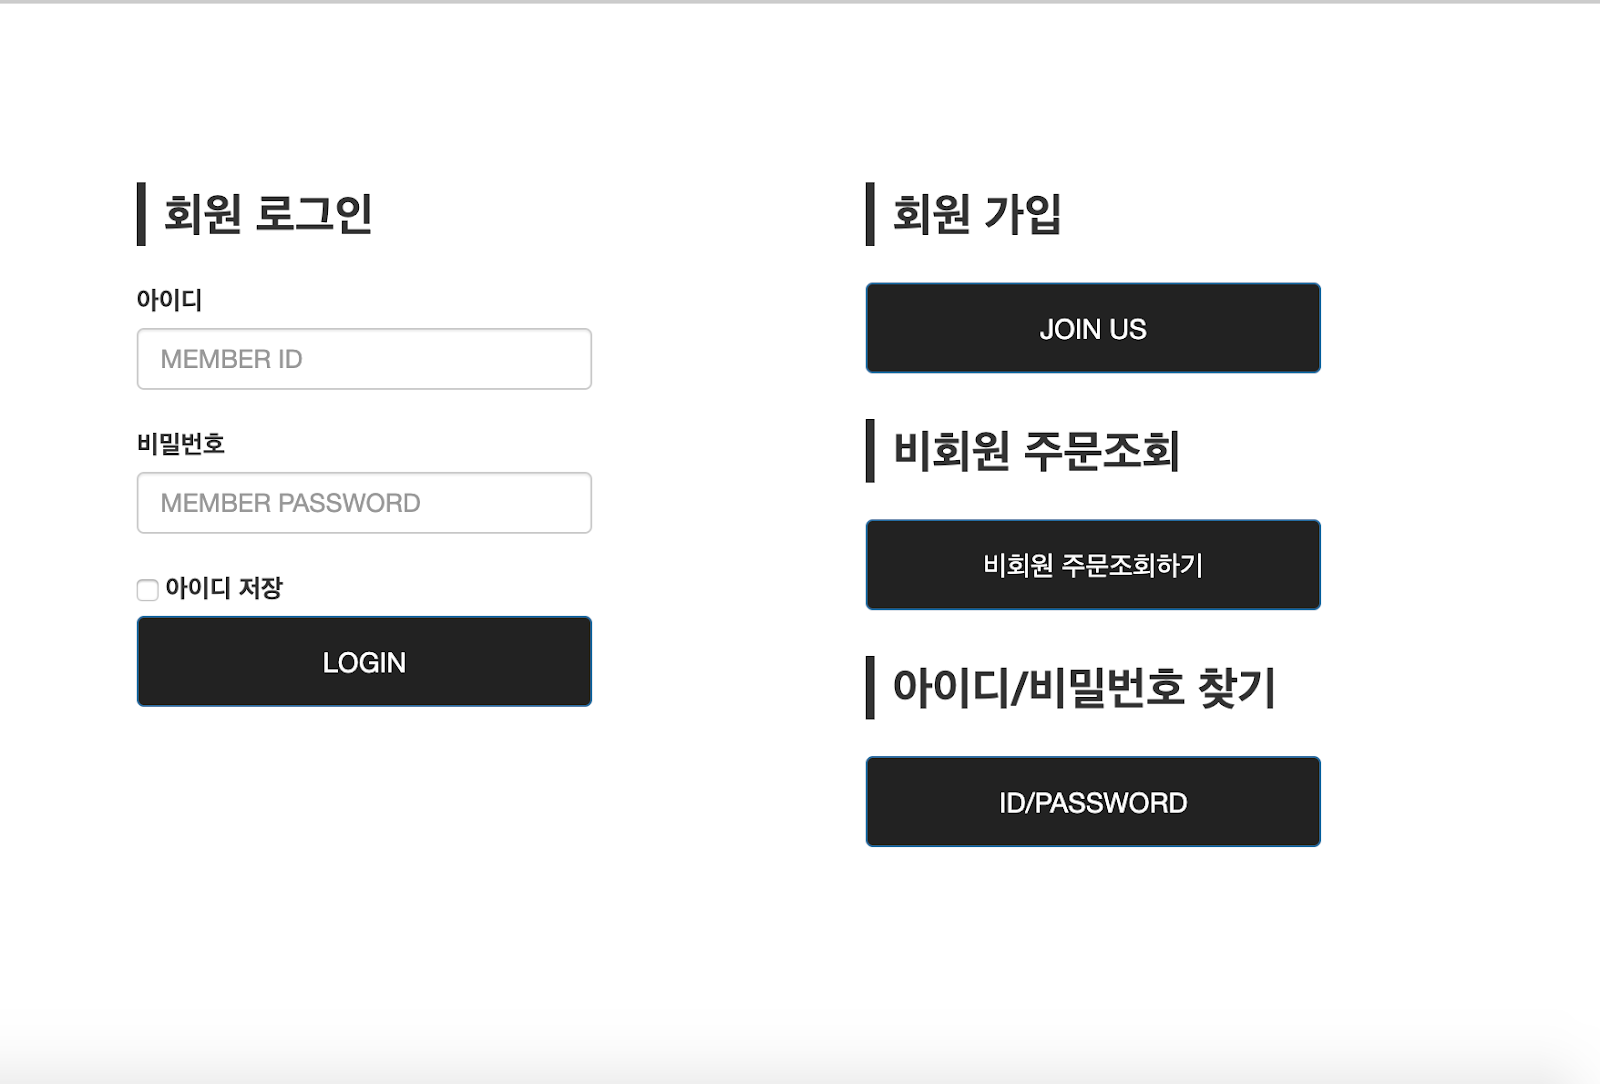 회원 로그인
아이디
MEMBER ID
비밀번호
MEMBER PASSWORD
아이디 저장
LOGIN
회원 가입
JOIN US
비회원 주문조회
비회원 주문조회하기
아이디/비밀번호 찾기
ID/PASSWORD